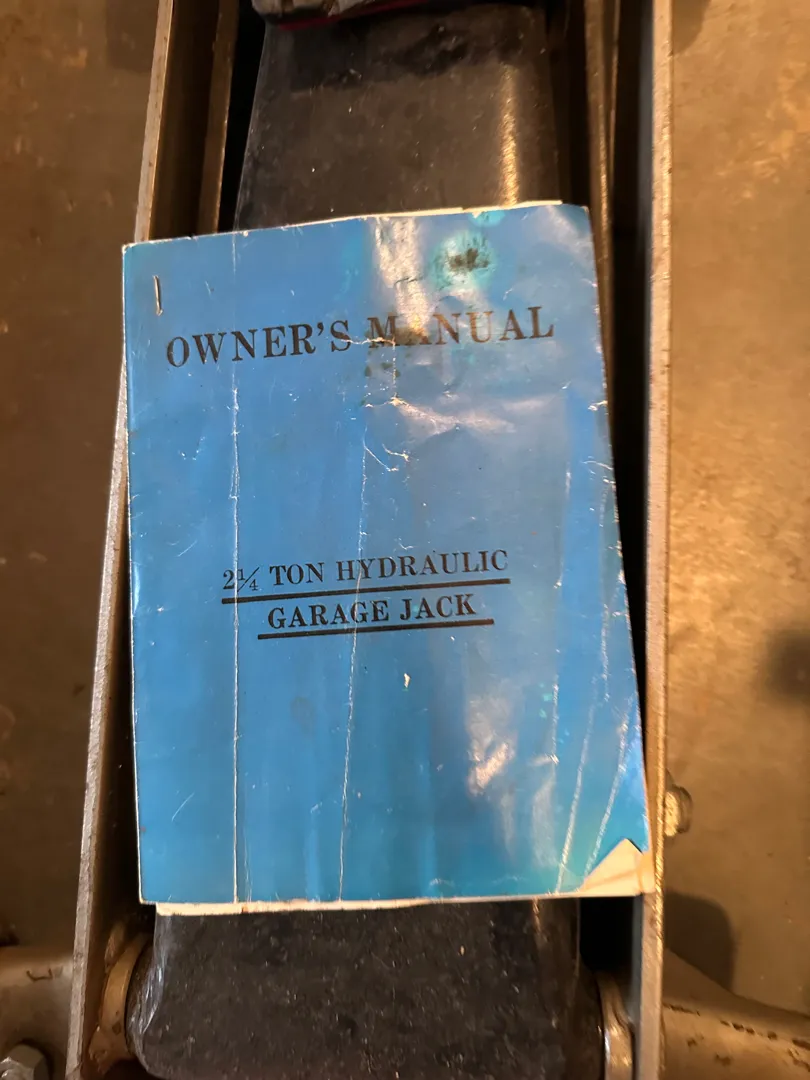 OWNER'S MANUAL
2¼ TON HYDRAULIC
GARAGE JACK